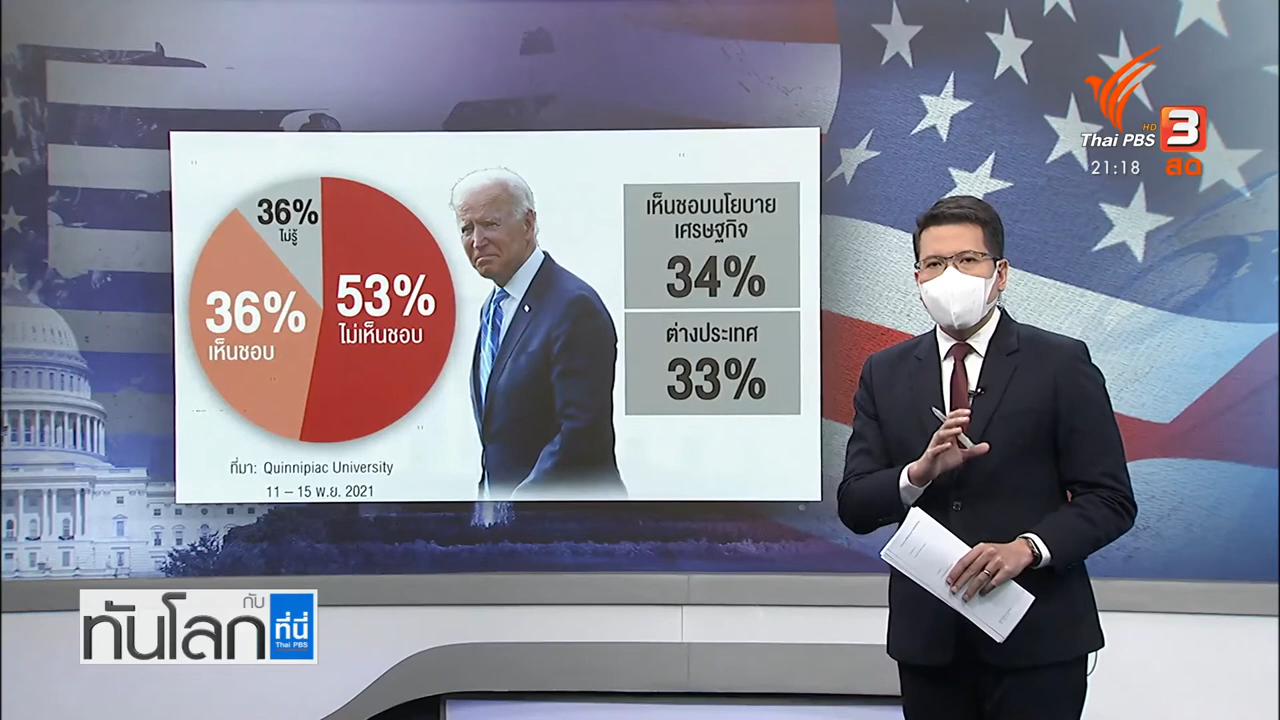 36%
ไม่รู้
36%
เห็นชอบ
53%
ไม่เห็นชอบ
ที่มา: Quinnipiac University
11 – 15 พ.ย. 2021
เห็นชอบนโยบาย
เศรษฐกิจ
34%
ต่างประเทศ
33%
Thai PBS HD 3
21:18 สด
ทันโลก กับ ที่นี่
Thai PBS